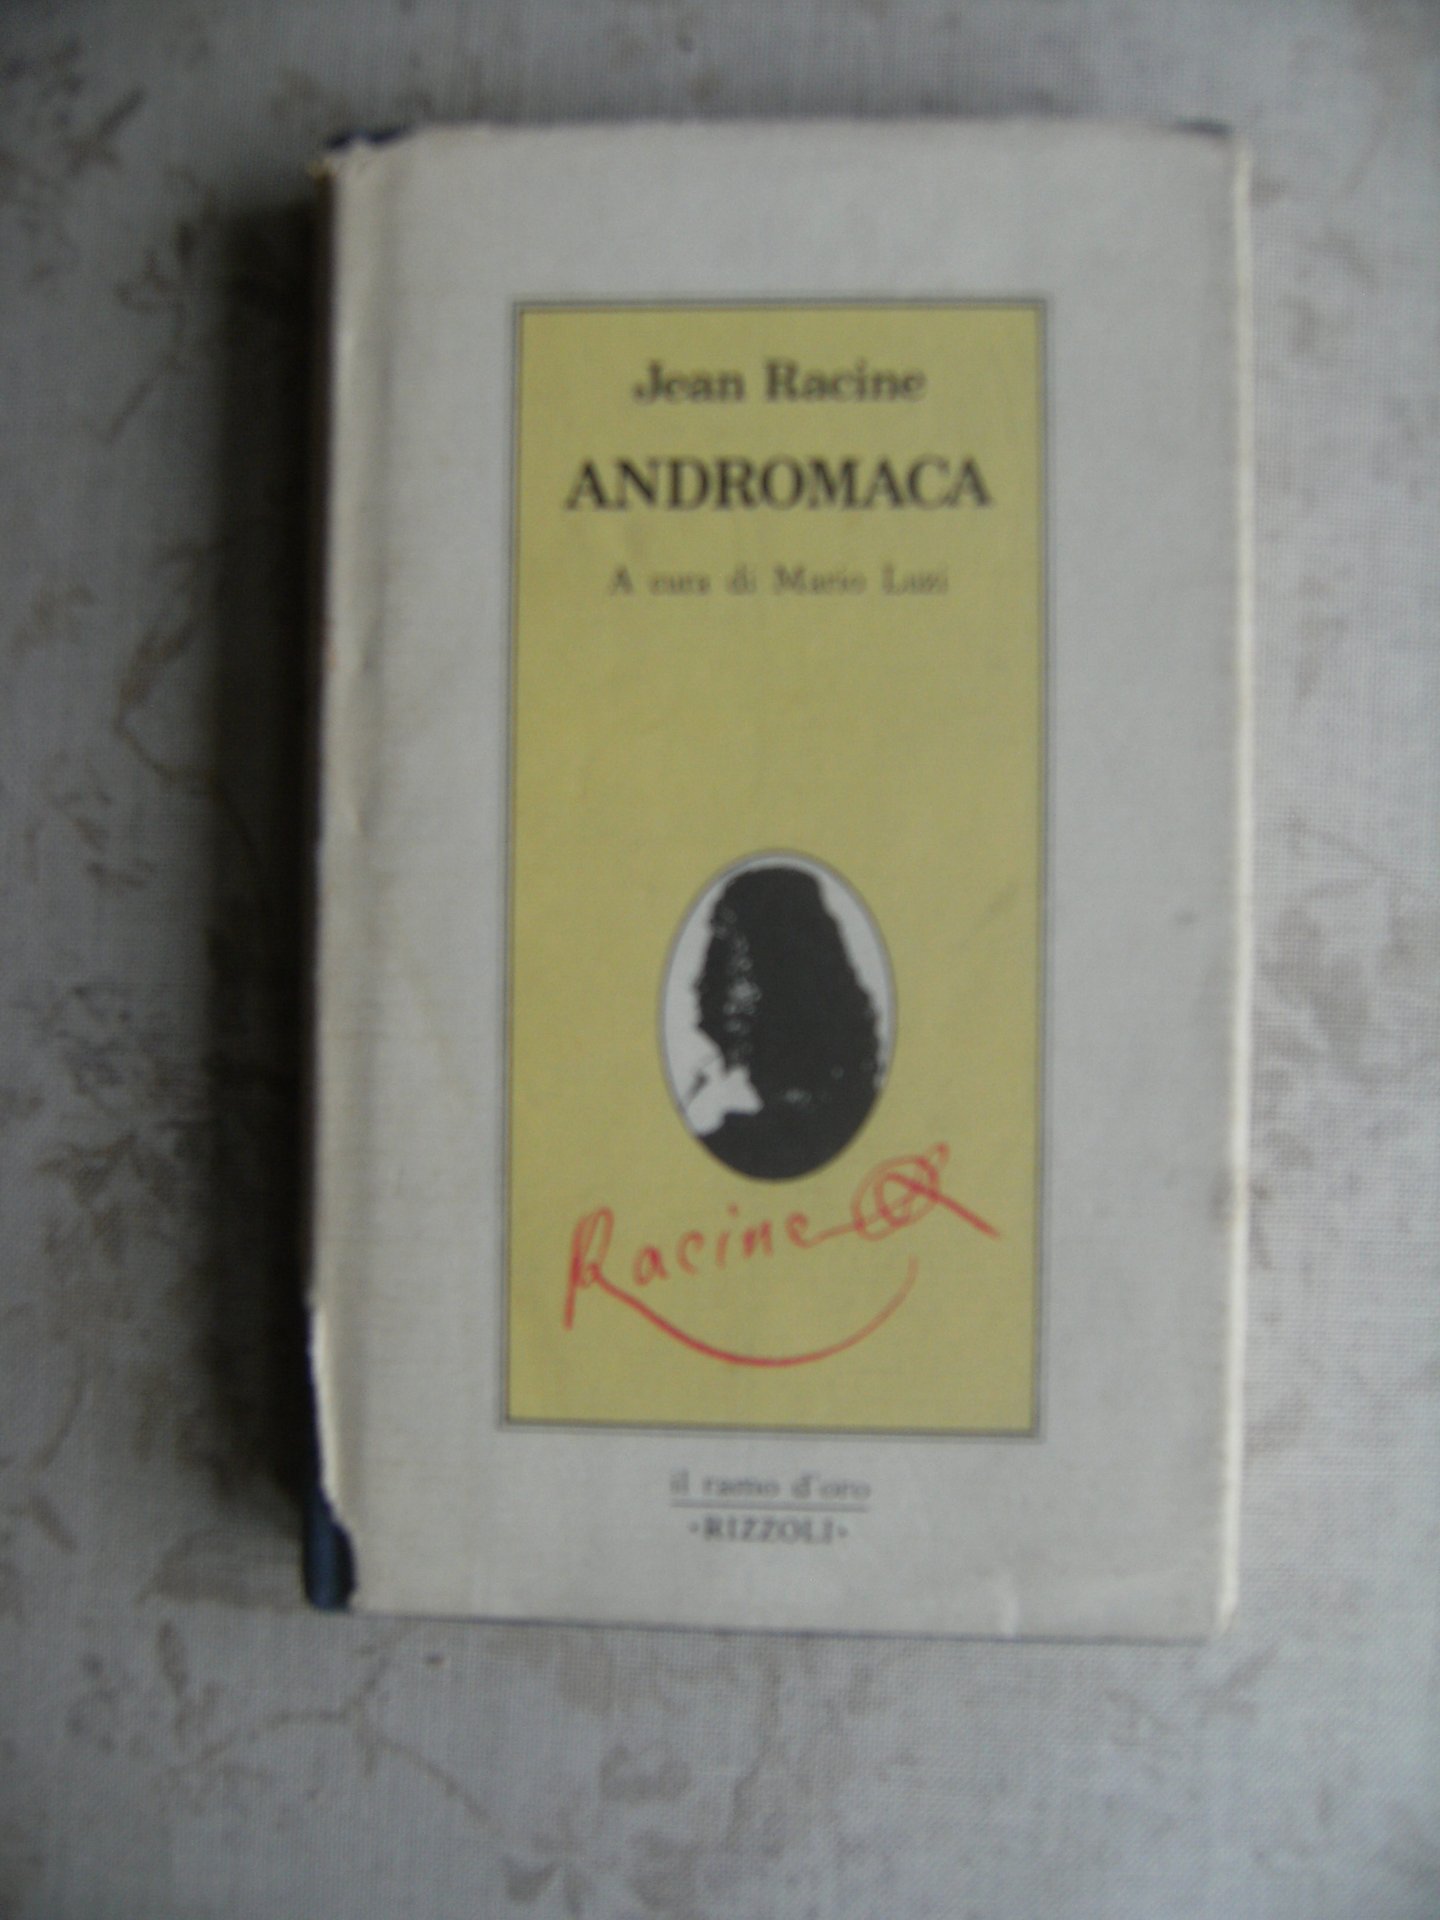 Jean Racine
ANDROMACA
A cura di Mario Luzi
Racine
il ramo d'oro
•RIZZOLI•